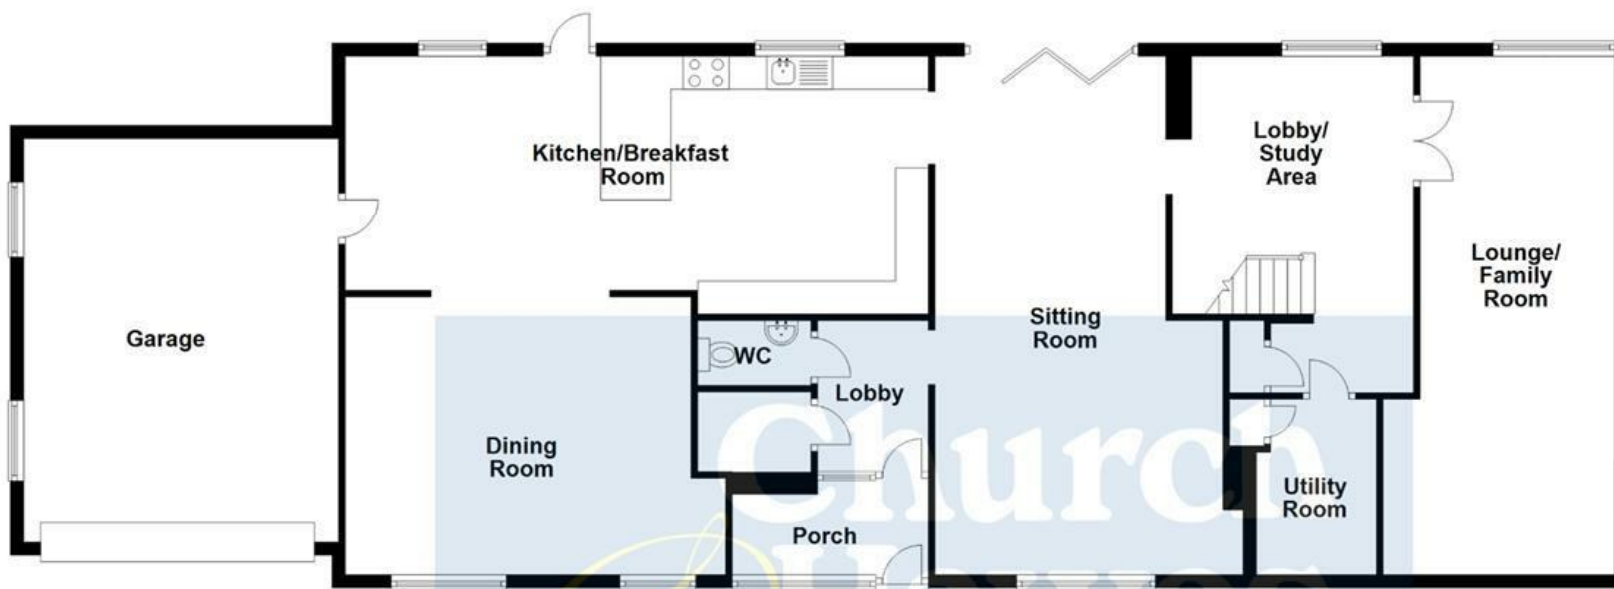 Kitchen/Breakfast
Room
Lobby/
Study
Area
Lounge/
Family
Room
Garage
Sitting
Room
WC
Lobby
Dining
Room
Utility
Room
Porch
Church